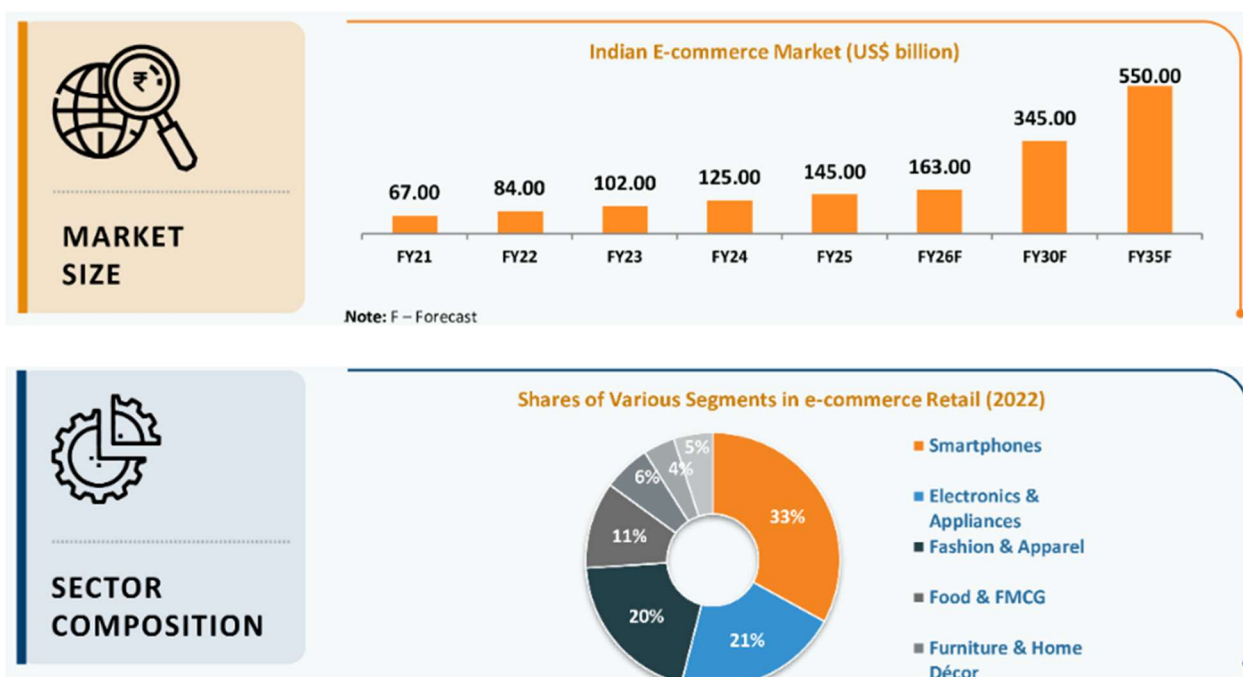 ₹
MARKET
SIZE
Indian E-commerce Market (US$ billion)
67.00
84.00
102.00
125.00
145.00
163.00
345.00
550.00
FY21
FY22
FY23
FY24
FY25
FY26F
FY30F
FY35F
Note: F – Forecast
SECTOR
COMPOSITION
Shares of Various Segments in e-commerce Retail (2022)
33%
21%
20%
11%
6%
4%
5%
Smartphones
Electronics &
Appliances
Fashion & Apparel
Food & FMCG
Furniture & Home
Décor